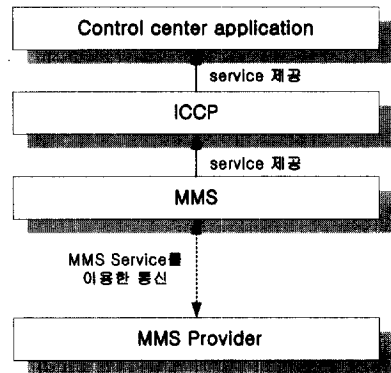 Control center application
service 제공
ICCP
service 제공
MMS
MMS Service를
이용한 통신
MMS Provider